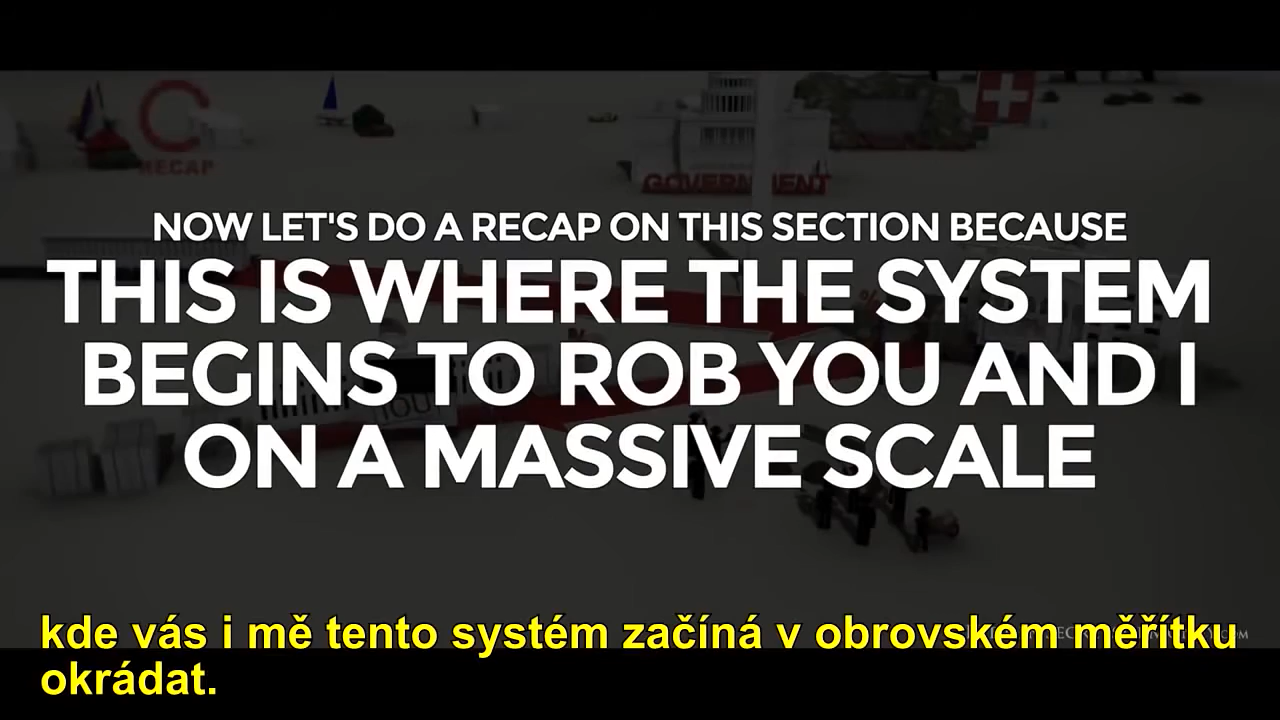 RECAP
GOVERNMENT
NOW LET'S DO A RECAP ON THIS SECTION BECAUSE
THIS IS WHERE THE SYSTEM
BEGINS TO ROB YOU AND I
ON A MASSIVE SCALE
kde vás i mě tento systém začíná v obrovském měřítku
okrádat.